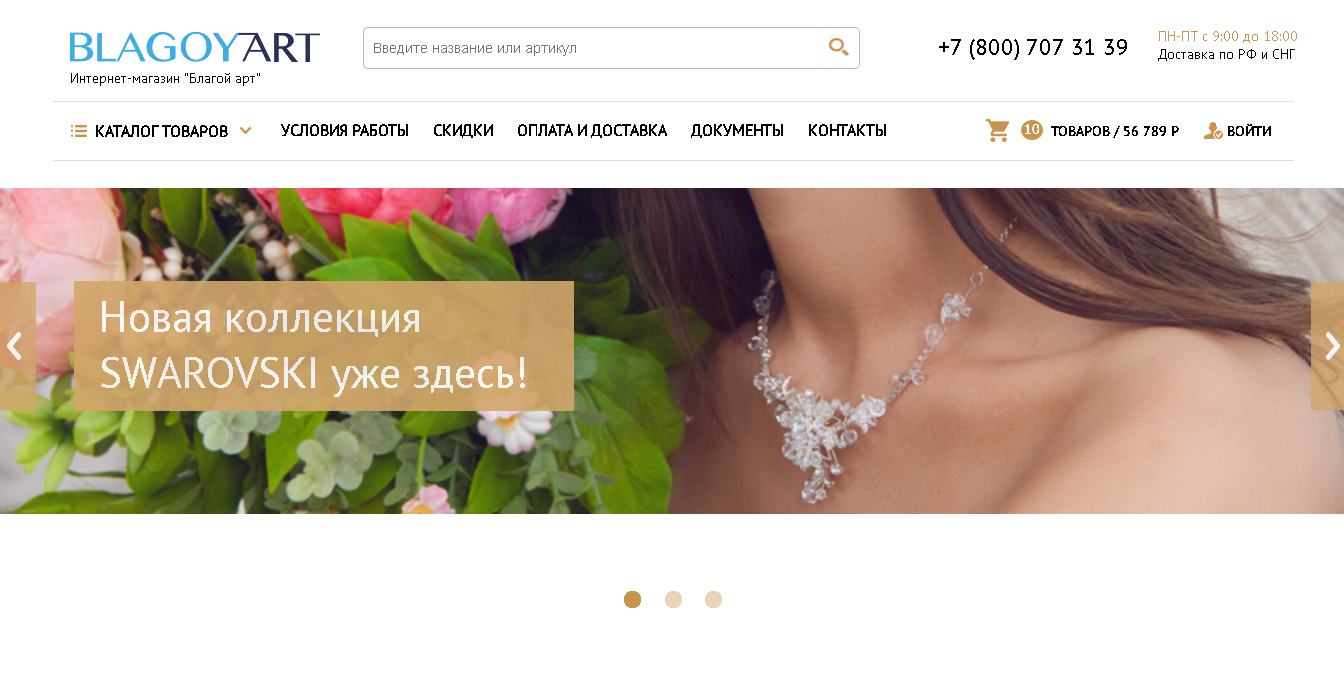 BLAGOYART
Интернет-магазин "Благой арт"
Введите название или артикул
+7 (800) 707 31 39
ПН-ПТ с 9:00 до 18:00
Доставка по РФ и СНГ
КАТАЛОГ ТОВАРОВ
УСЛОВИЯ РАБОТЫ
СКИДКИ
ОПЛАТА И ДОСТАВКА
ДОКУМЕНТЫ
КОНТАКТЫ
10 ТОВАРОВ / 56 789 Р
ВОЙТИ
Новая коллекция
SWAROVSKI уже здесь!